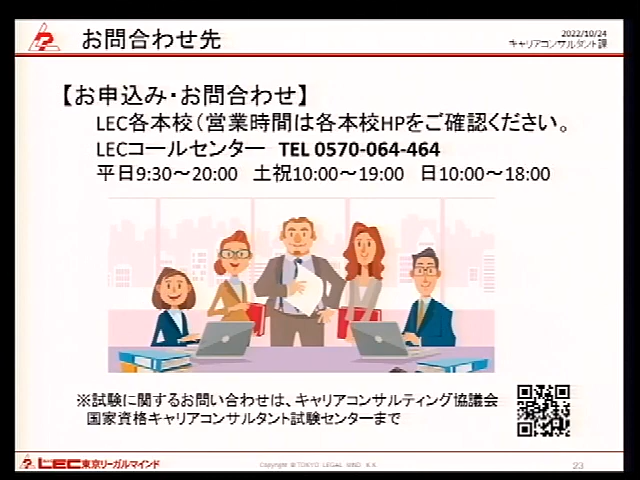 お問合わせ先
2022/10/24
キャリアコンサルタント課
【お申込み・お問合わせ】
LEC各本校（営業時間は各本校HPをご確認ください。
LECコールセンター TEL 0570-064-464
平日9:30～20:00 土祝10:00～19:00 日10:00～18:00
※試験に関するお問い合わせは、キャリアコンサルティング協議会
国家資格キャリアコンサルタント試験センターまで
LEC東京リーガルマインド
Copyright © TOKYO LEGAL MIND K.K.
23